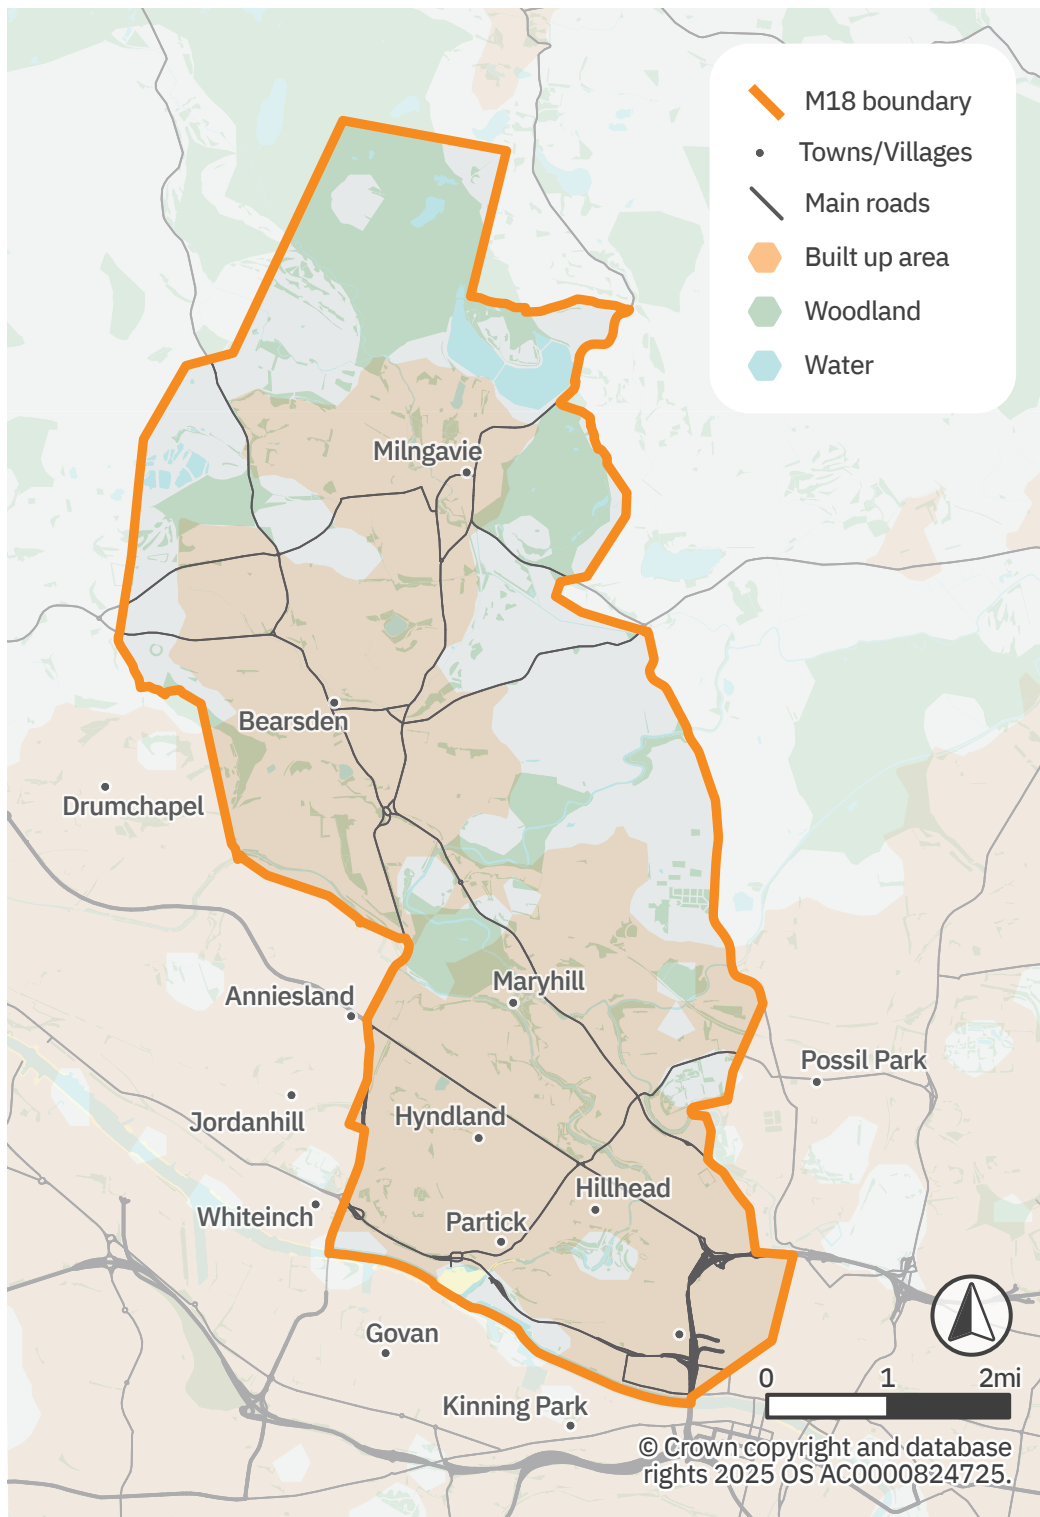 M18 boundary
Towns/Villages
Main roads
Built up area
Woodland
Water
Milngavie
Bearsden
Drumchapel
Maryhill
Anniesland
Possil Park
Jordanhill
Hyndland
Hillhead
Whiteinch
Partick
Govan
Kinning Park
0 1 2mi
© Crown copyright and database
rights 2025 OS AC0000824725.